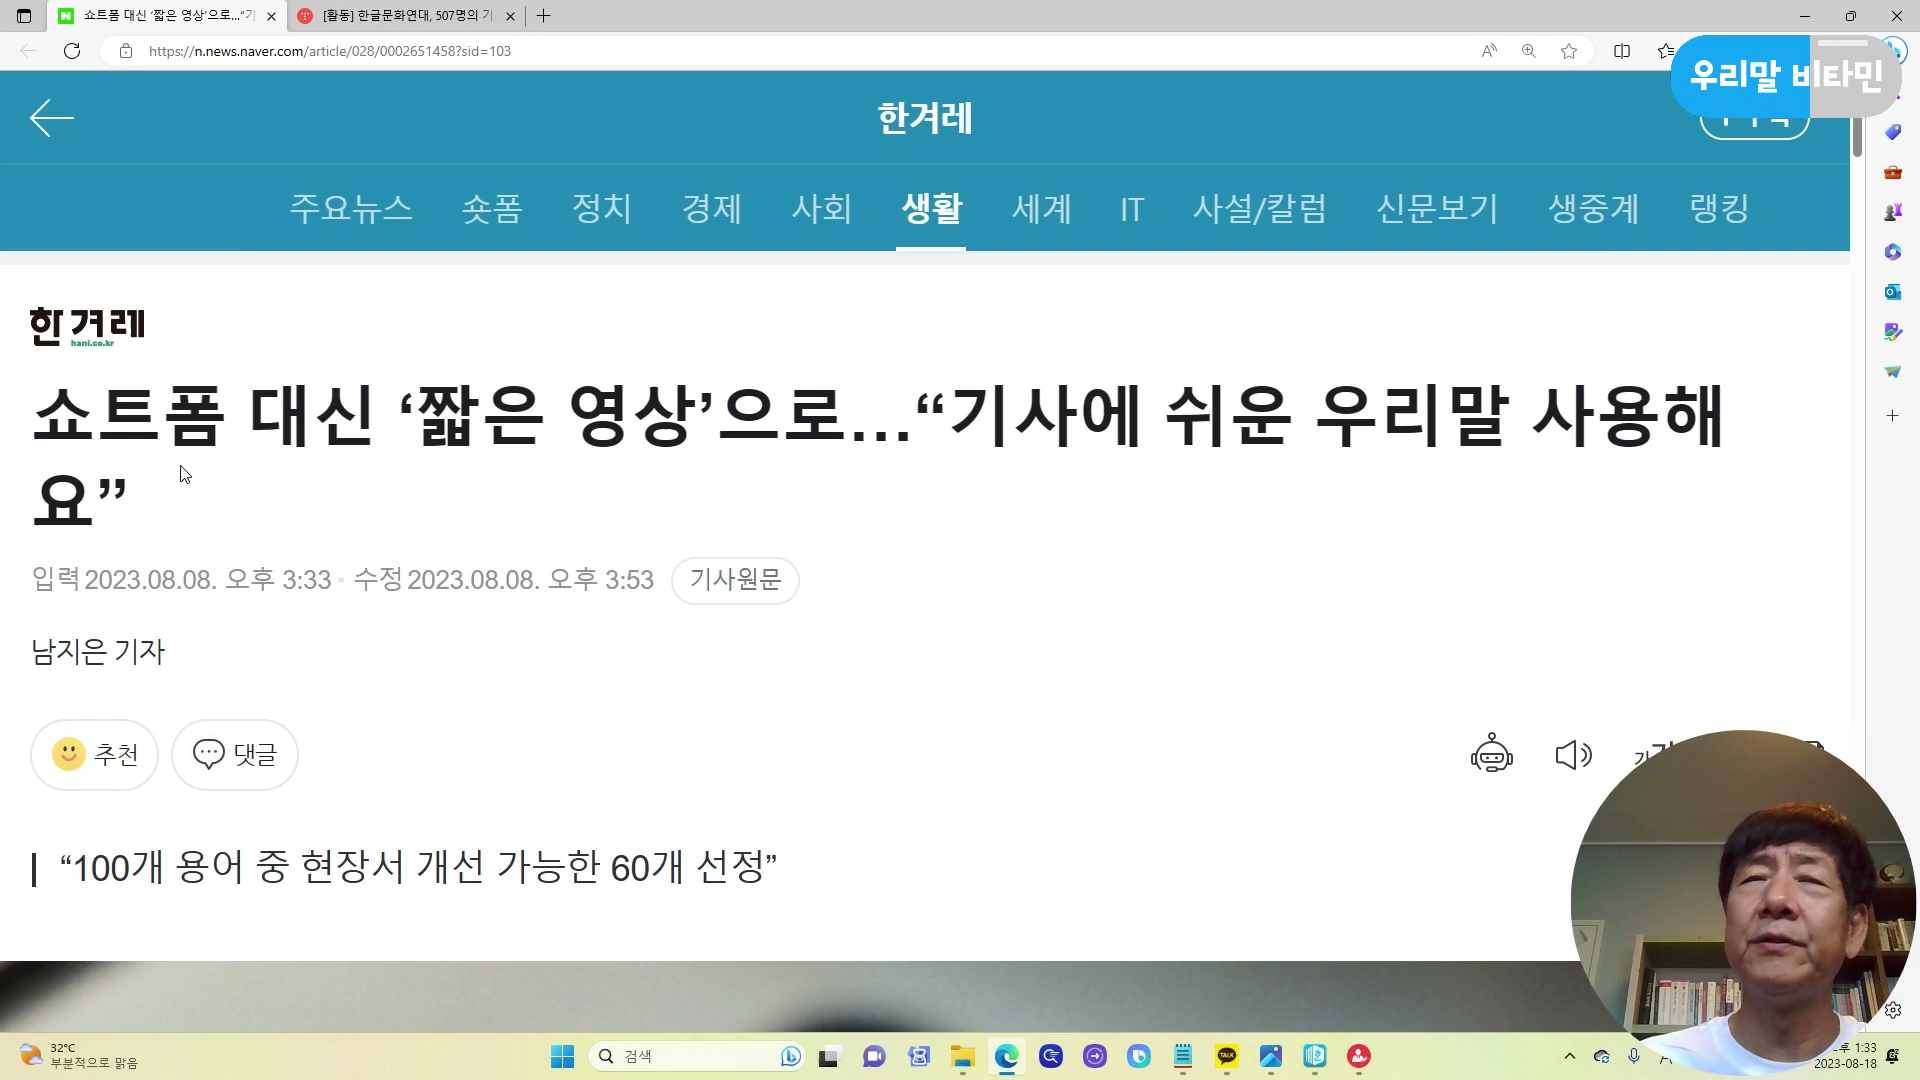 쇼트폼 대신 ‘짧은 영상’으로...“기
[활동] 한글문화연대, 507명의 기
https://n.news.naver.com/article/028/0002651458?sid=103
우리말 비타민
한겨레
주요뉴스 숏폼 정치 경제 사회 생활 세계 IT 사설/칼럼 신문보기 생중계 랭킹
한겨레
hani.co.kr
쇼트폼 대신 ‘짧은 영상’으로…“기사에 쉬운 우리말 사용해
요”
입력 2023.08.08. 오후 3:33 수정 2023.08.08. 오후 3:53 기사원문
남지은 기자
추천 댓글
“100개 용어 중 현장서 개선 가능한 60개 선정”
32°C
부분적으로 맑음
검색
TALK
1:33
2023-08-18